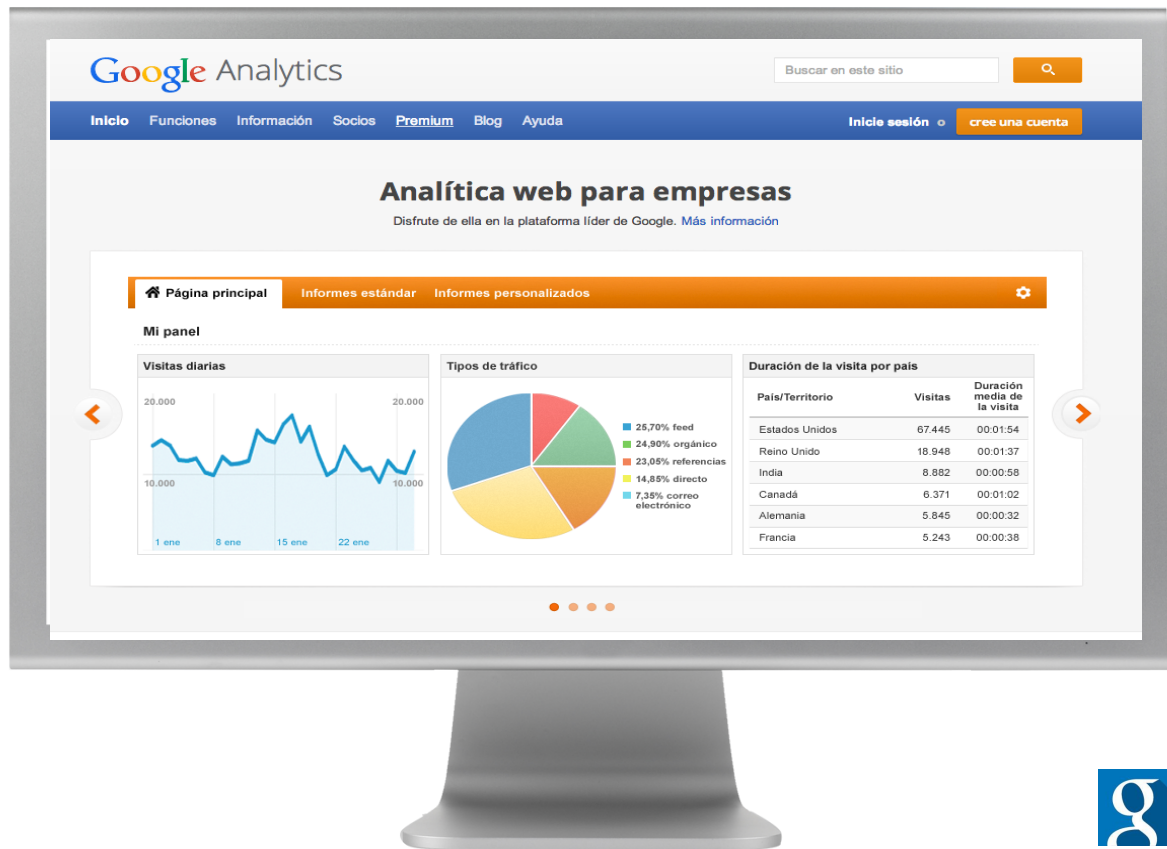 Google Analytics
Buscar en este sitio
Inicio Funciones Información Socios Premium Blog Ayuda
Inicie sesión o cree una cuenta
Analítica web para empresas
Disfrute de ella en la plataforma líder de Google. Más información
Página principal Informes estándar Informes personalizados
Mi panel
Visitas diarias
20.000 20.000
10.000 10.000
1 ene 8 ene 15 ene 22 ene
Tipos de tráfico
25,70% feed
24,90% orgánico
23,05% referencias
14,85% directo
7,35% correo
electrónico
Duración de la visita por país
País/Territorio Visitas Duración
media de
la visita
Estados Unidos 67.445 00:01:54
Reino Unido 18.948 00:01:37
India 8.882 00:00:58
Canadá 6.371 00:01:02
Alemania 5.845 00:00:32
Francia 5.243 00:00:38
g